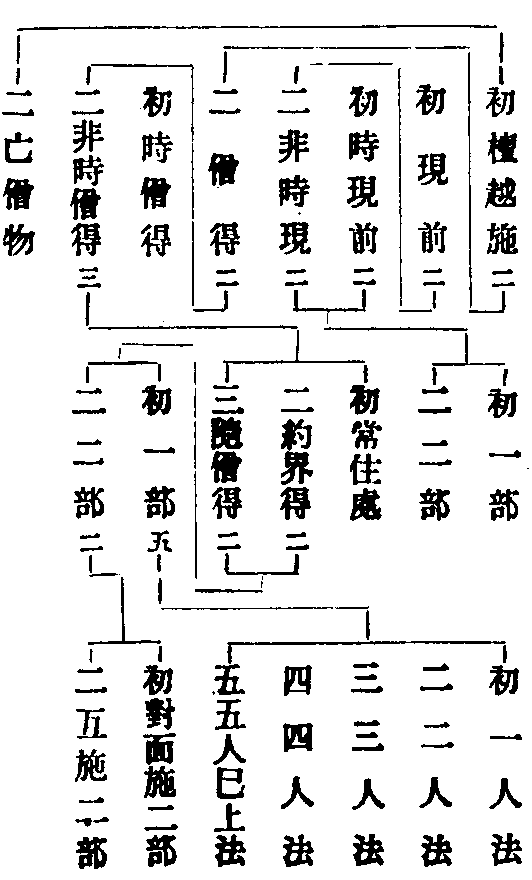 初檀越施二
初現前二
初時現前二
二非時現二
二僧得二
初時僧得
二非時僧得三
二亡僧物
初一部
二二部
初常住處
二約界得二
三隨僧得二
初一部五
二二部二
初一人法
二二人法
三三人法
四四人法
五五人已上法
初對面施二部
二互施二部